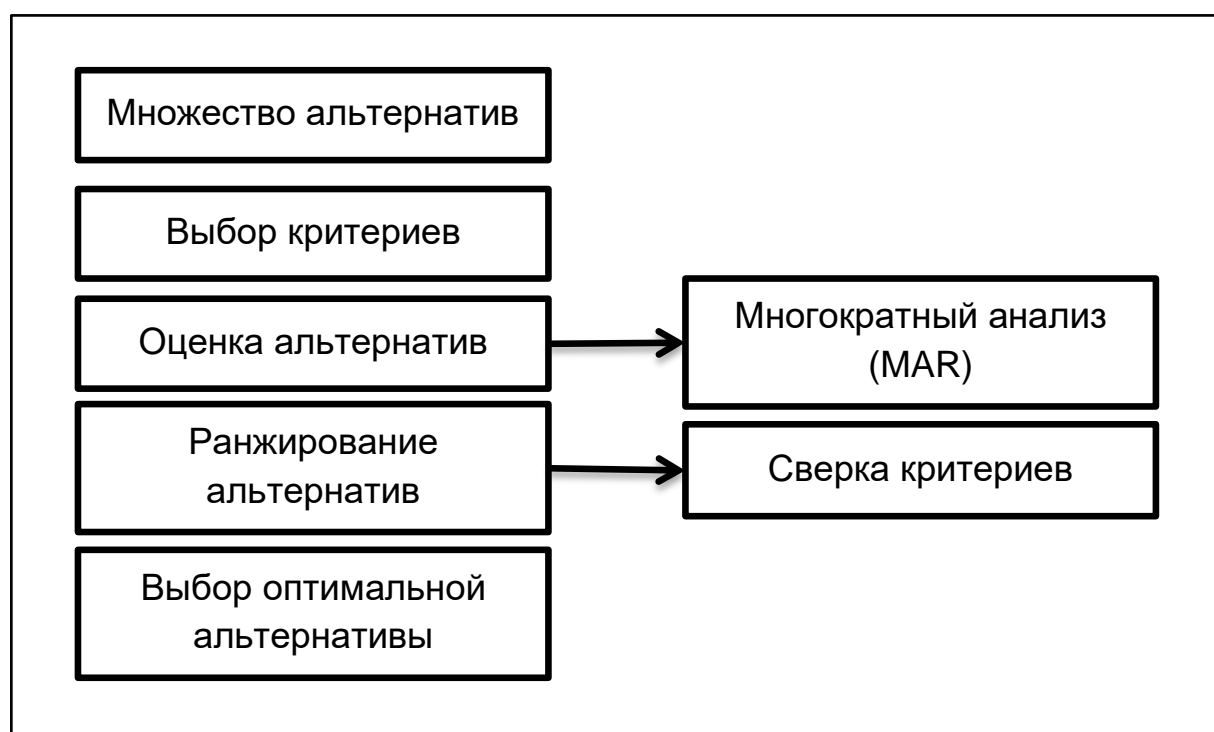 Множество альтернатив
Выбор критериев
Оценка альтернатив
Многократный анализ
(MAR)
Ранжирование
альтернатив
Сверка критериев
Выбор оптимальной
альтернативы